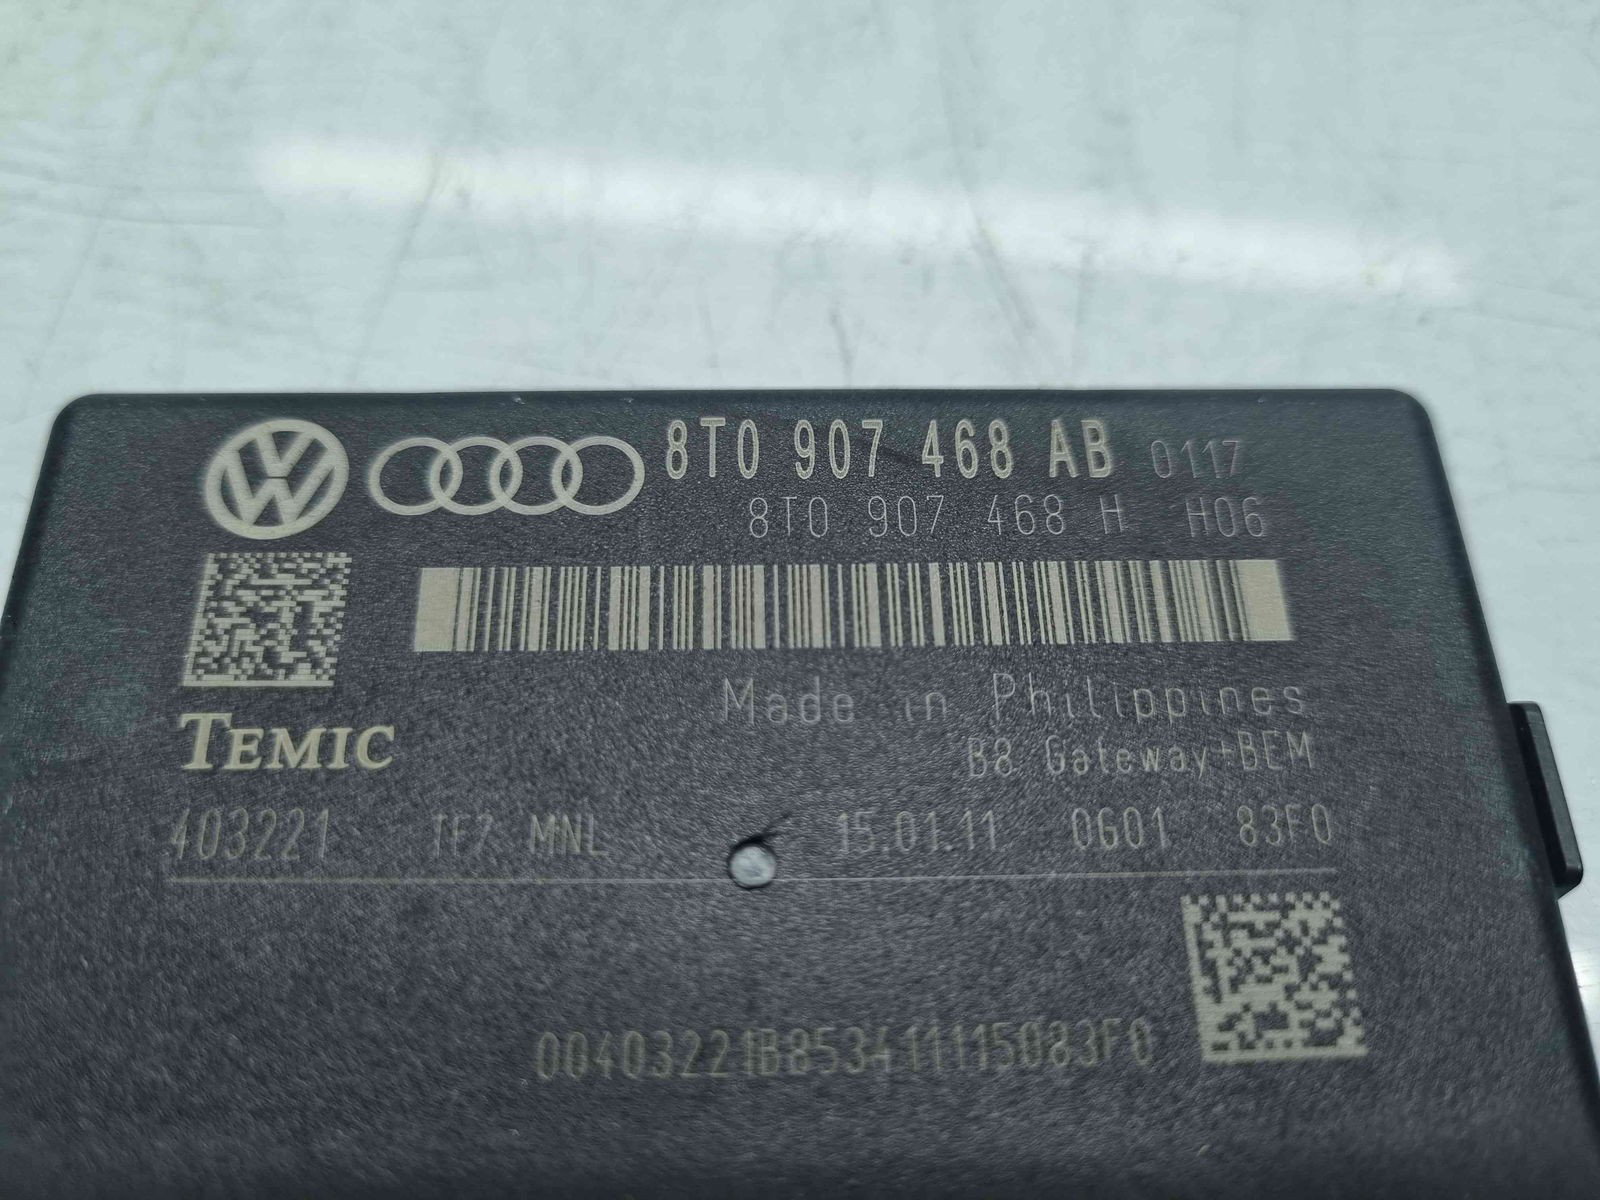 8T0 907 468 AB 0117
8T0 907 468 H H06
Made in Philippines
TEMIC
B8 Gateway+BEM
403221 TF7 MNL 15.01.11 0G01 83F0
00403221B853411115083F0